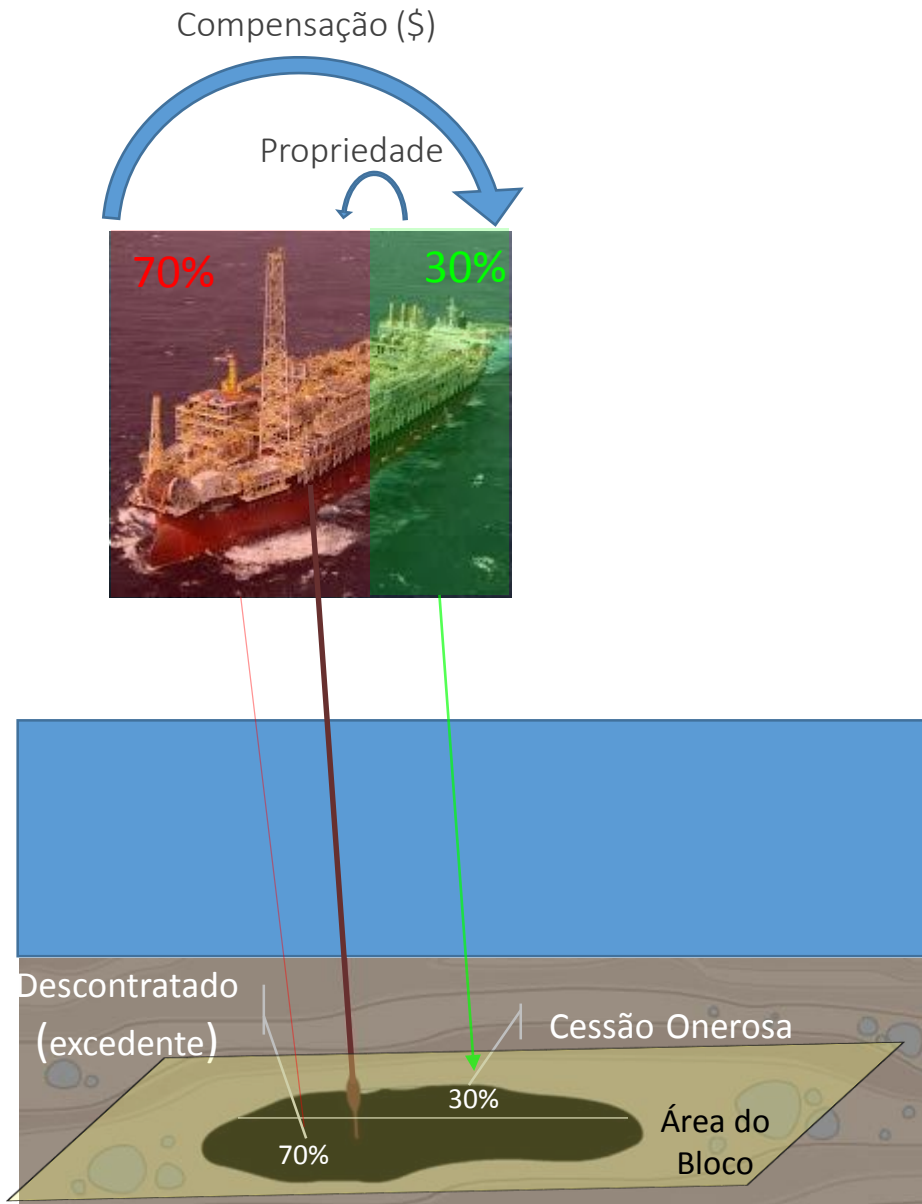 Compensação ($)
Propriedade
70%
30%
Descontratado
(excedente)
Cessão Onerosa
30%
70%
Área do
Bloco